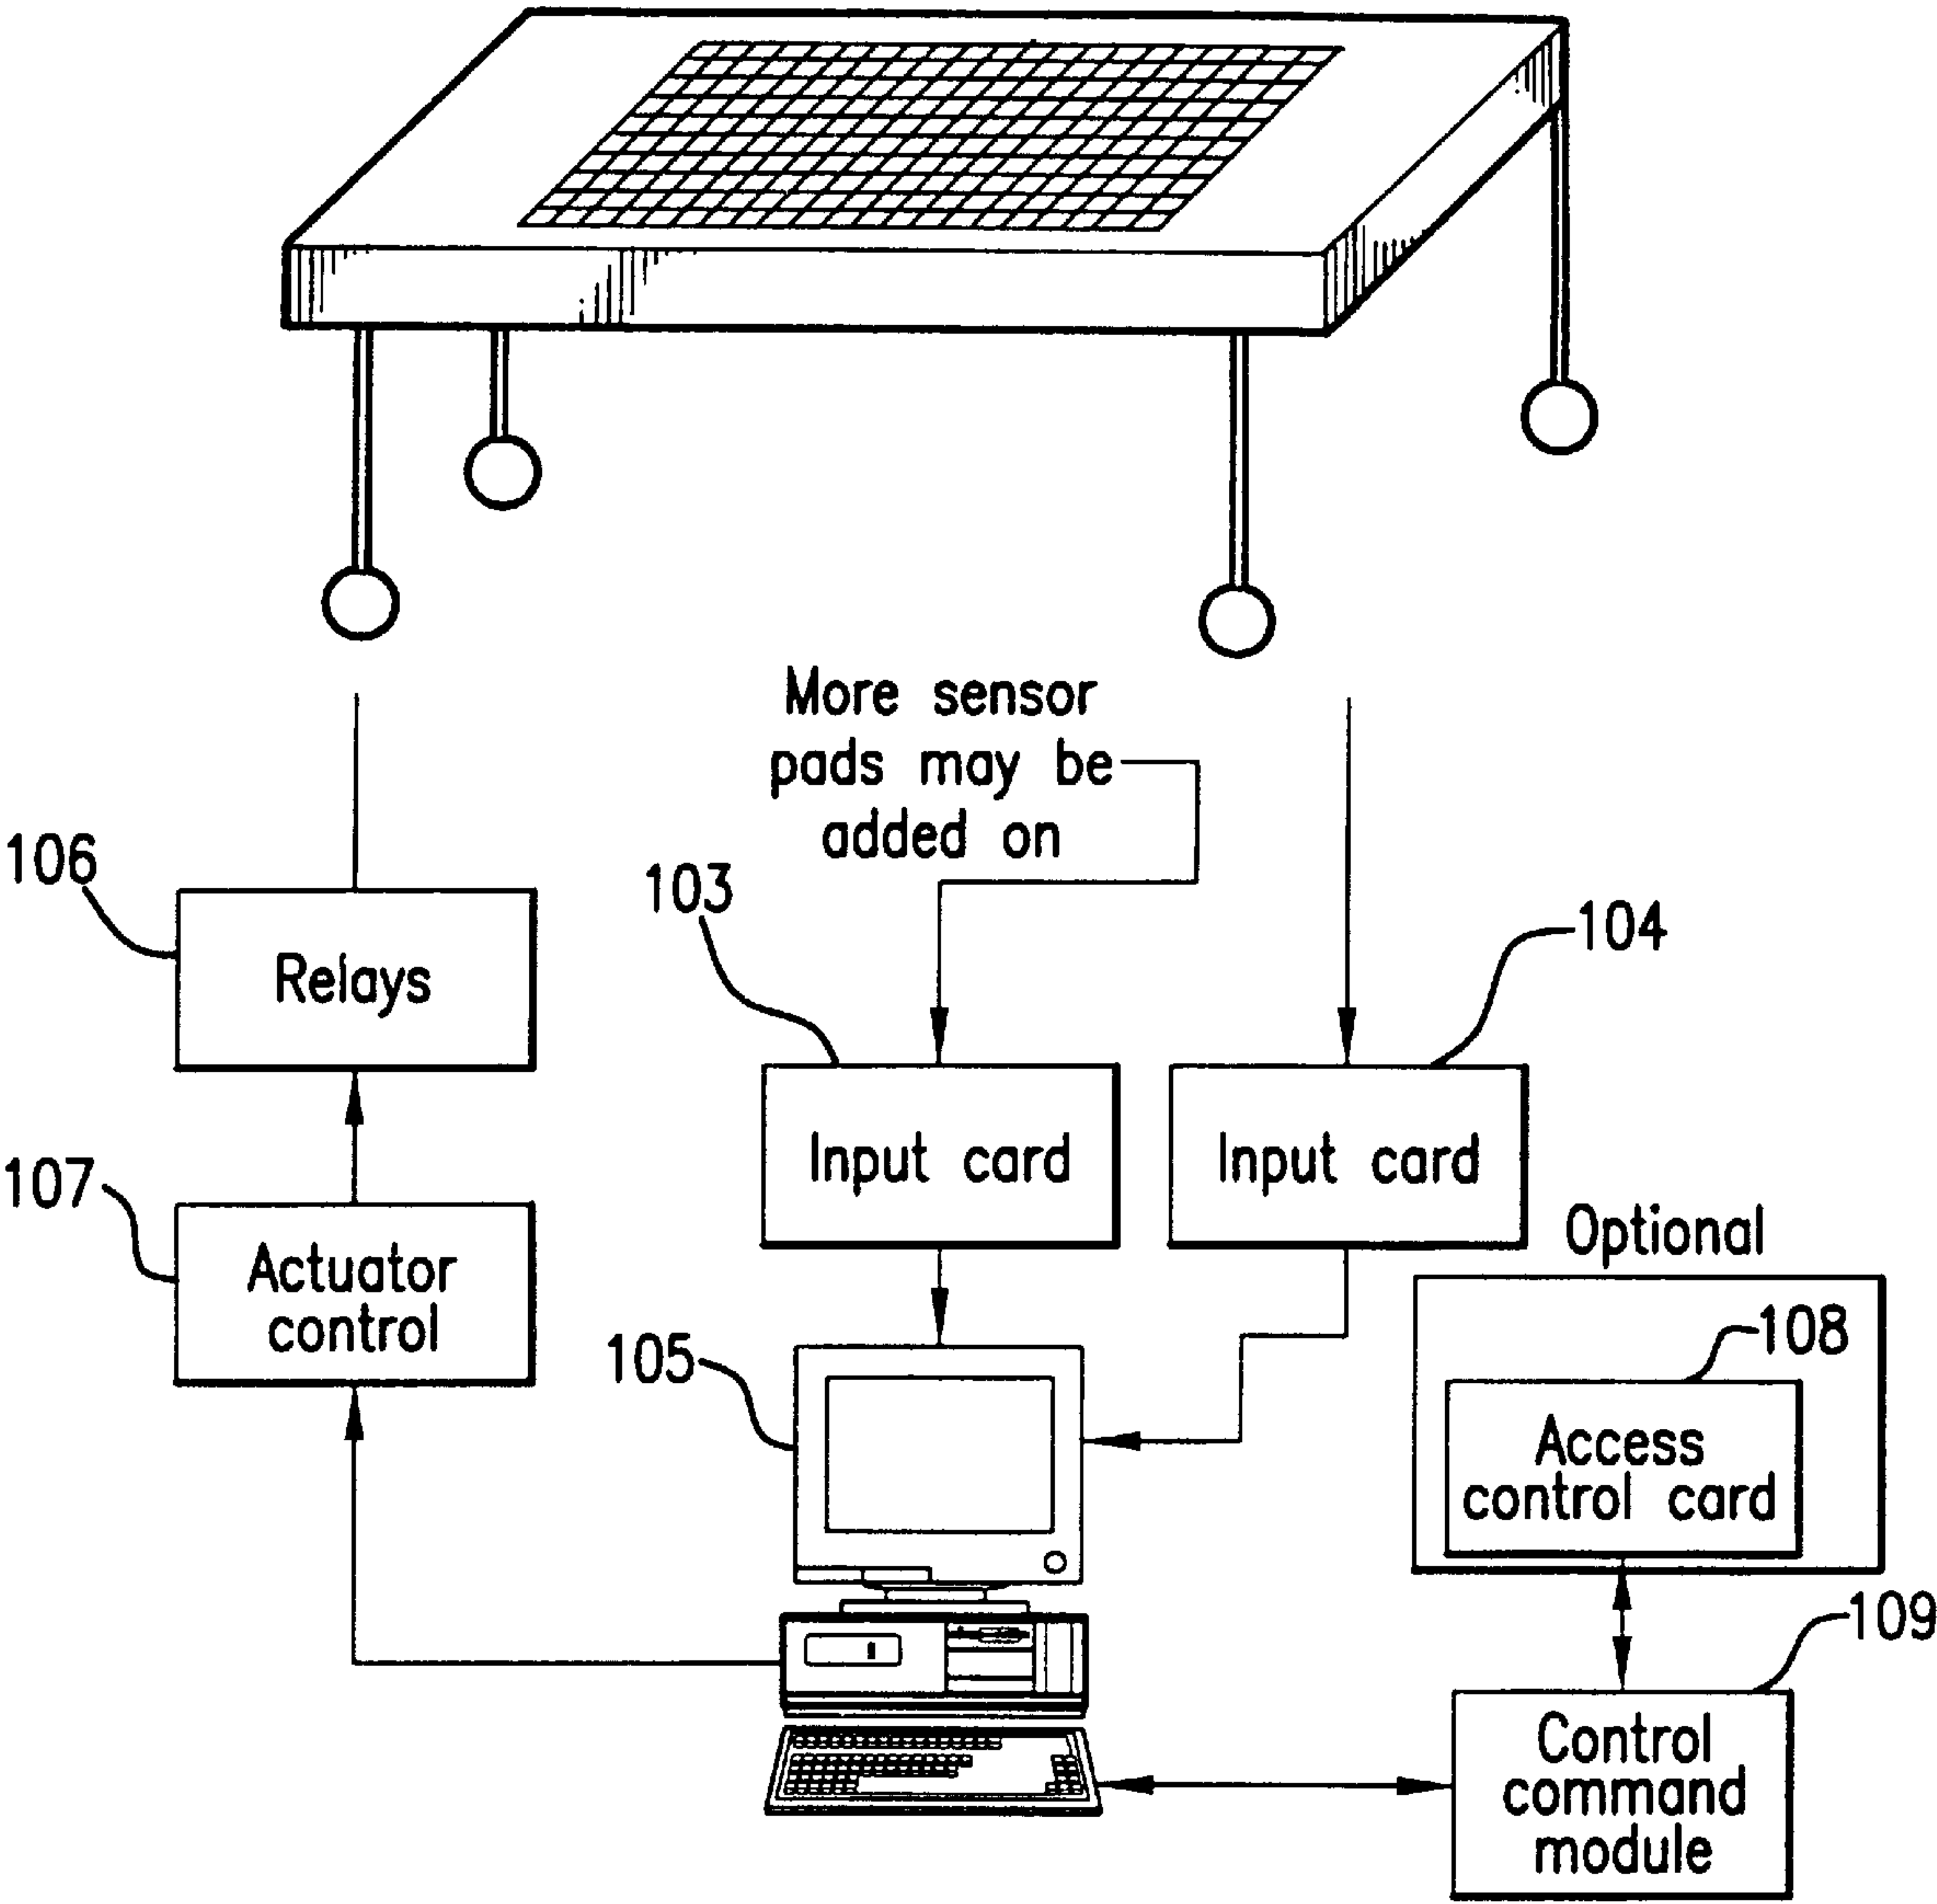 More sensor
pads may be
added on
106
103
104
Relays
107
Input card
Input card
Optional
Actuator
control
105
108
Access
control card
109
Control
command
module